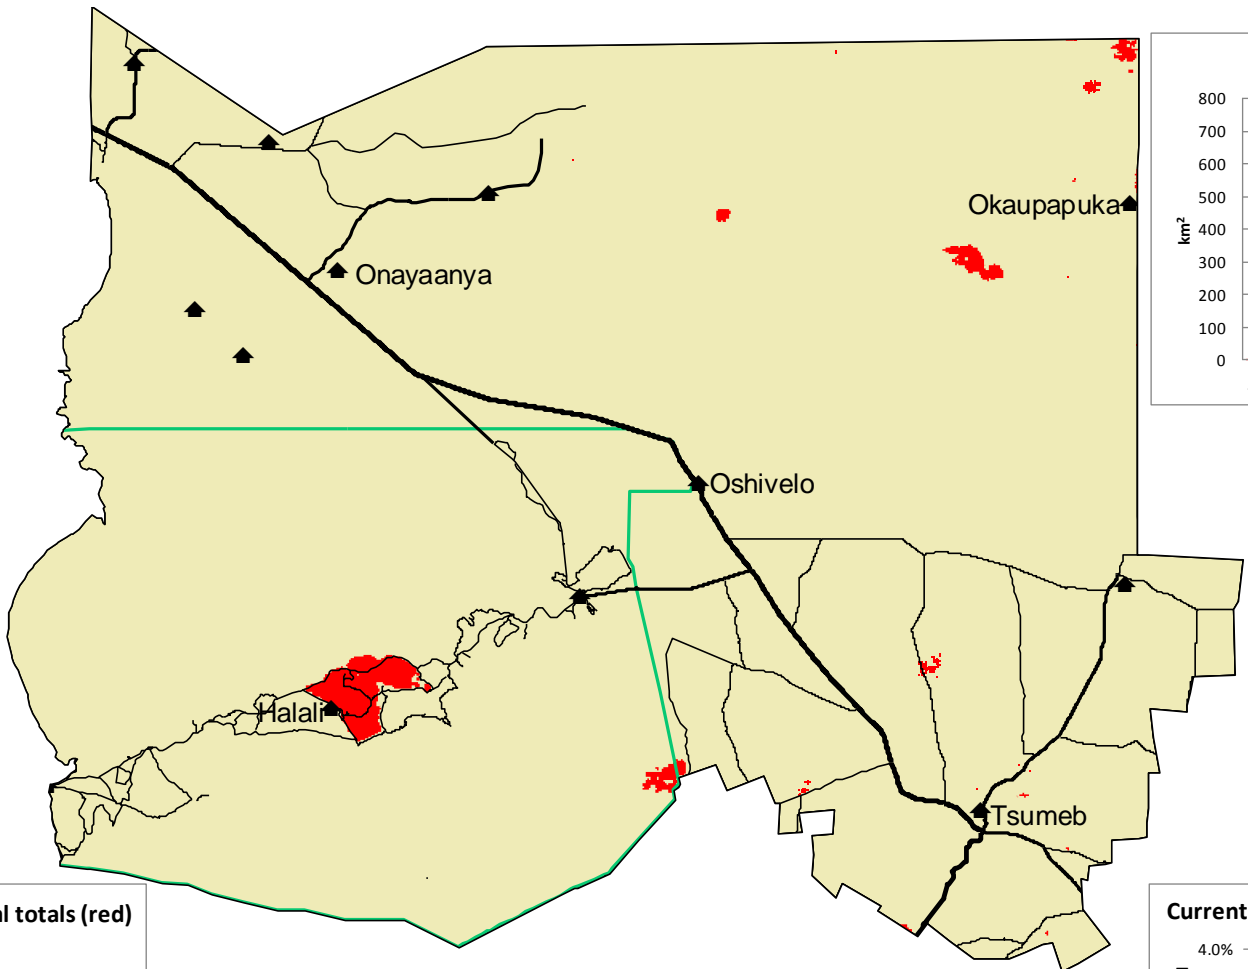 800
700
600
500
400
300
200
100
0
km²
Okaupapuka
Onayaanya
Oshivelo
Halali
Tsumeb
totals (red)
Current
4.0%